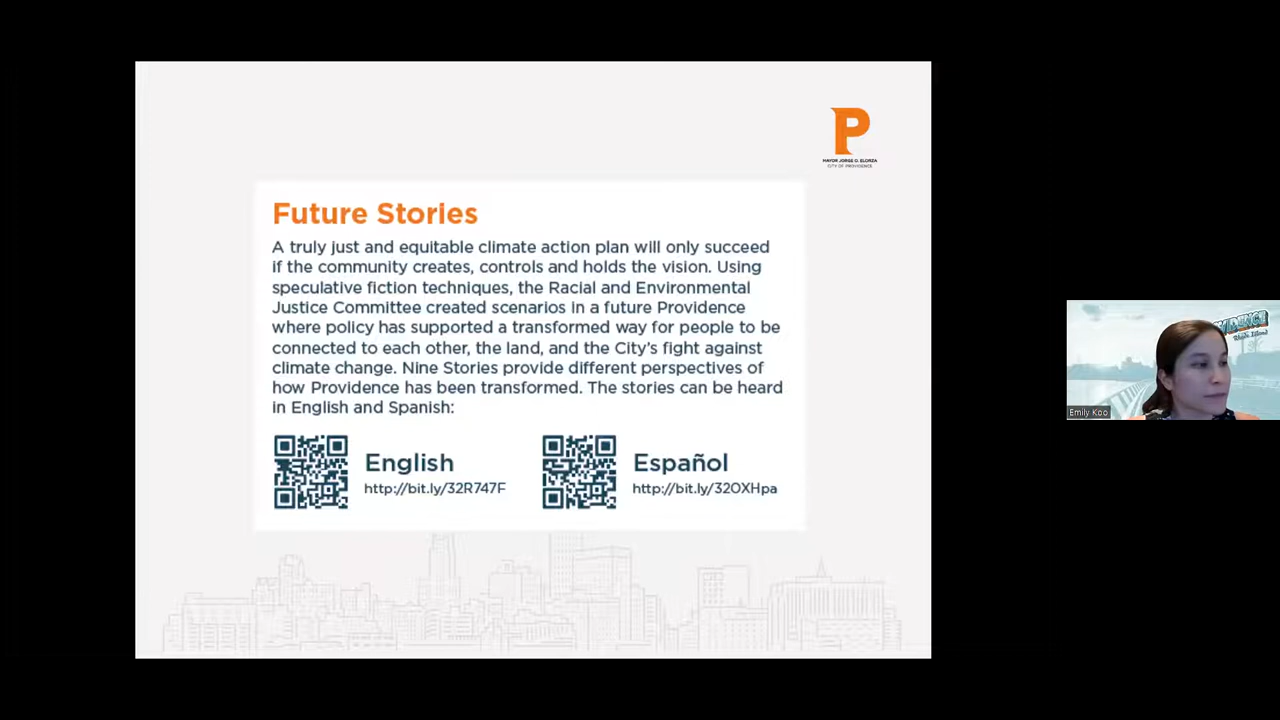 P
MAYOR JORGE O. ELORZA
CITY OF PROVIDENCE
Future Stories
A truly just and equitable climate action plan will only succeed
if the community creates, controls and holds the vision. Using
speculative fiction techniques, the Racial and Environmental
Justice Committee created scenarios in a future Providence
where policy has supported a transformed way for people to be
connected to each other, the land, and the City's fight against
climate change. Nine Stories provide different perspectives of
how Providence has been transformed. The stories can be heard
in English and Spanish:
English
http://bit.ly/32R747F
Español
http://bit.ly/32OXHpa
Rhode Island
Emily Koo